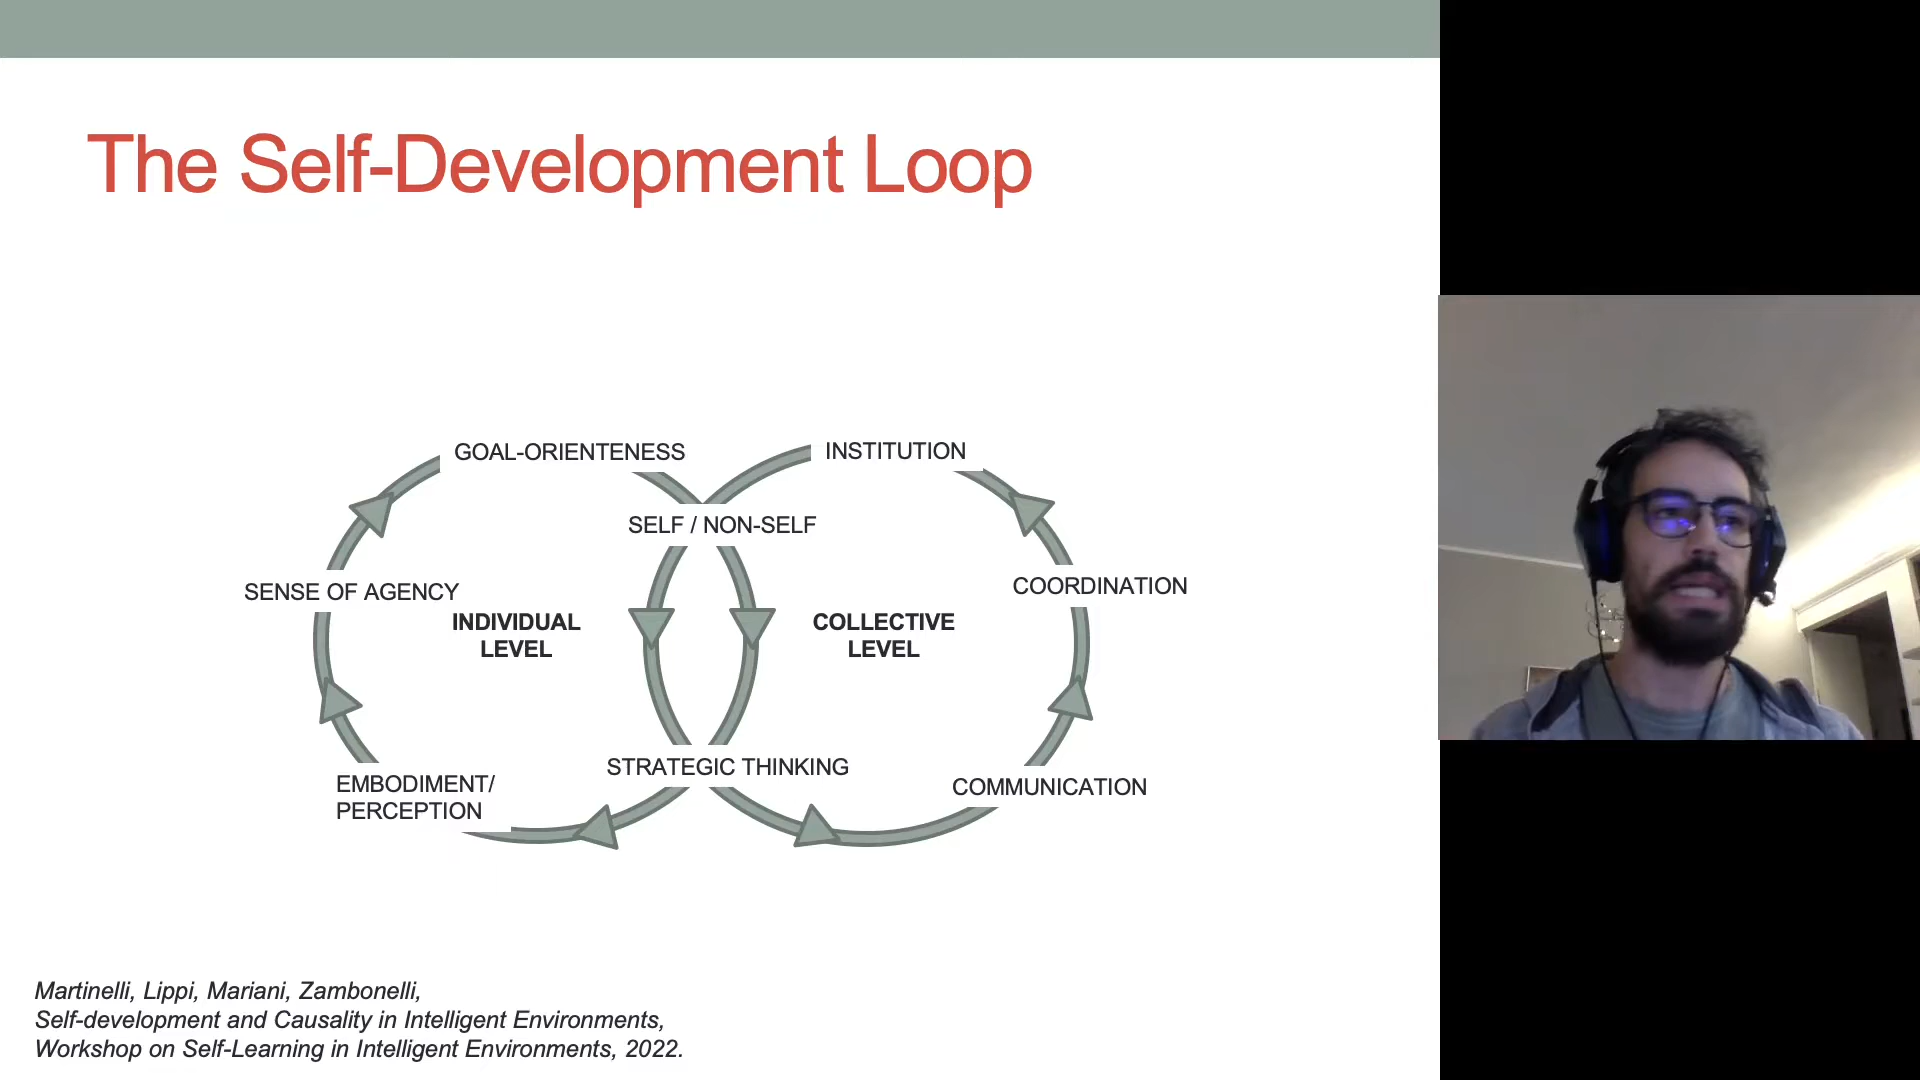 The Self-Development Loop
GOAL-ORIENTENESS
INSTITUTION
SELF / NON-SELF
SENSE OF AGENCY
COORDINATION
INDIVIDUAL
LEVEL
COLLECTIVE
LEVEL
STRATEGIC THINKING
EMBODIMENT/
PERCEPTION
COMMUNICATION
Martinelli, Lippi, Mariani, Zambonelli,
Self-development and Causality in Intelligent Environments,
Workshop on Self-Learning in Intelligent Environments, 2022.